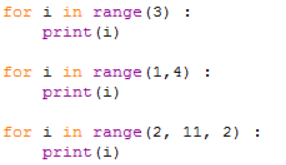 for i in range(3) :
    print(i)

for i in range(1,4) :
    print(i)

for i in range(2, 11, 2) :
    print(i)